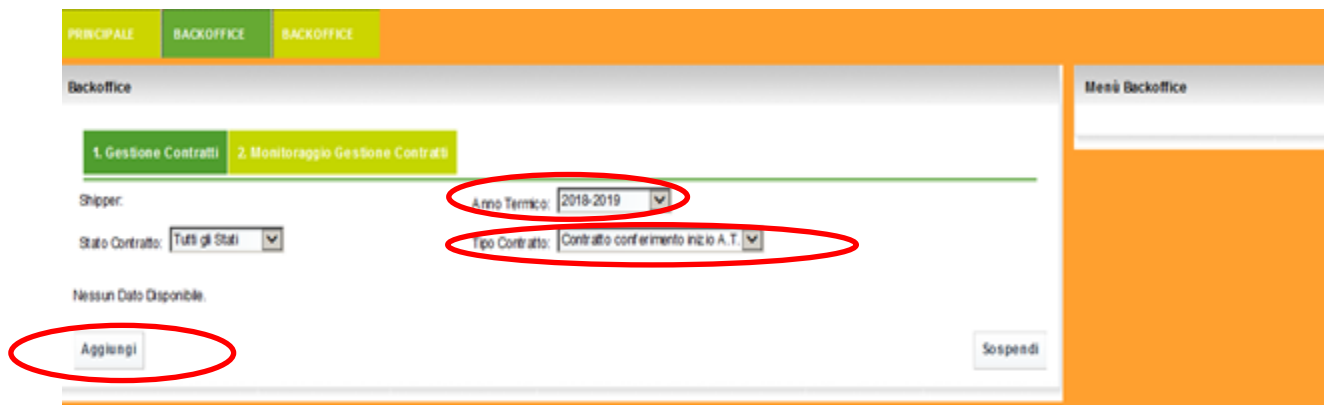 PRINCIPALE BACKOFFICE BACKOFFICE
Backoffice
Menù Backoffice
1. Gestione Contratti 2. Monitoraggio Gestione Contratti
Shipper: Anno Termico: 2018-2019
Stato Contratto: Tutti gli Stati Tipo Contratto: Contratto conferimento inizio A.T.
Nessun Dato Disponibile.
Aggiungi Sospendi